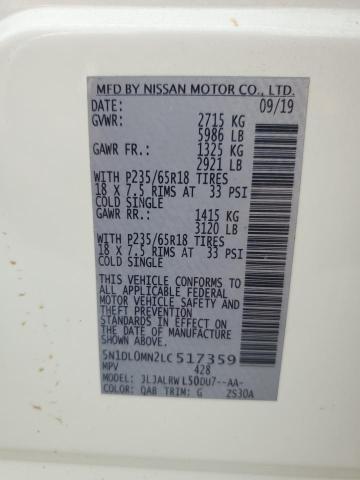 MFD BY NISSAN MOTOR CO., LTD.
DATE: 09/19
GVWR: 2715 KG
5986 LB
GAWR FR.: 1325 KG
2921 LB
WITH P235/65R18 TIRES
18 X 7.5 RIMS AT 33 PSI
COLD SINGLE
GAWR RR.: 1415 KG
3120 LB
WITH P235/65R18 TIRES
18 X 7.5 RIMS AT 33 PSI
COLD SINGLE
THIS VEHICLE CONFORMS TO
ALL APPLICABLE FEDERAL
MOTOR VEHICLE SAFETY AND
THEFT PREVENTION
STANDARDS IN EFFECT ON
THE DATE OF MANUFACTURE
SHOWN ABOVE.
5N1DL0MN2LC517359
MPV 428
MODEL: JLJALRWL50DU7--AA-
COLOR: QAB TRIM: G 2S30A